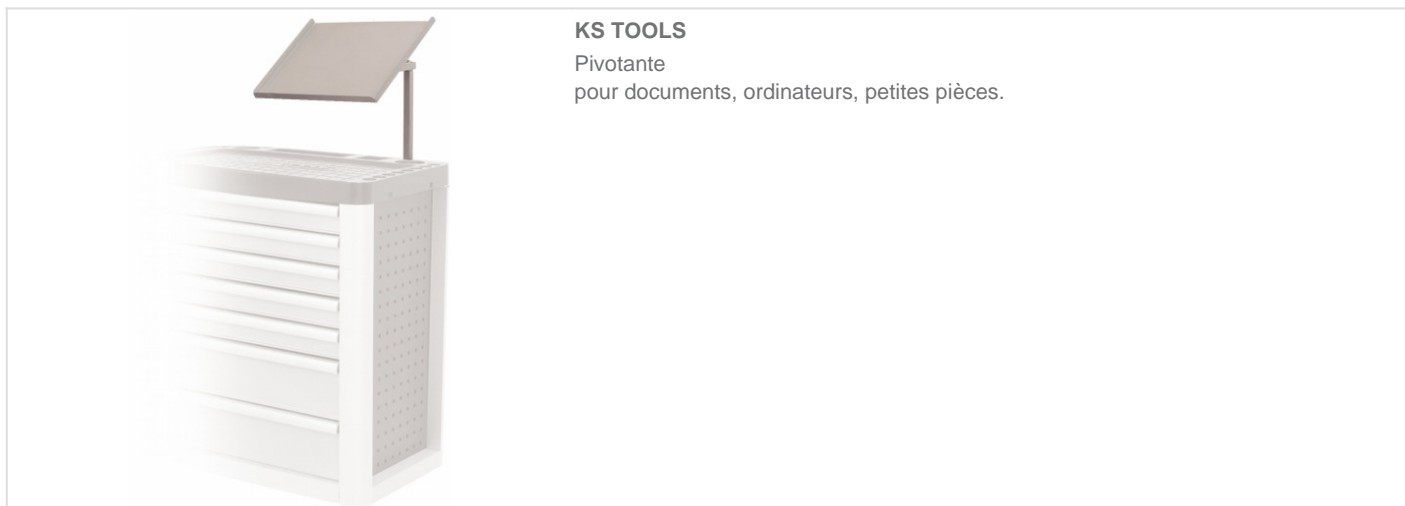 KS TOOLS
Pivotante
pour documents, ordinateurs, petites pièces.